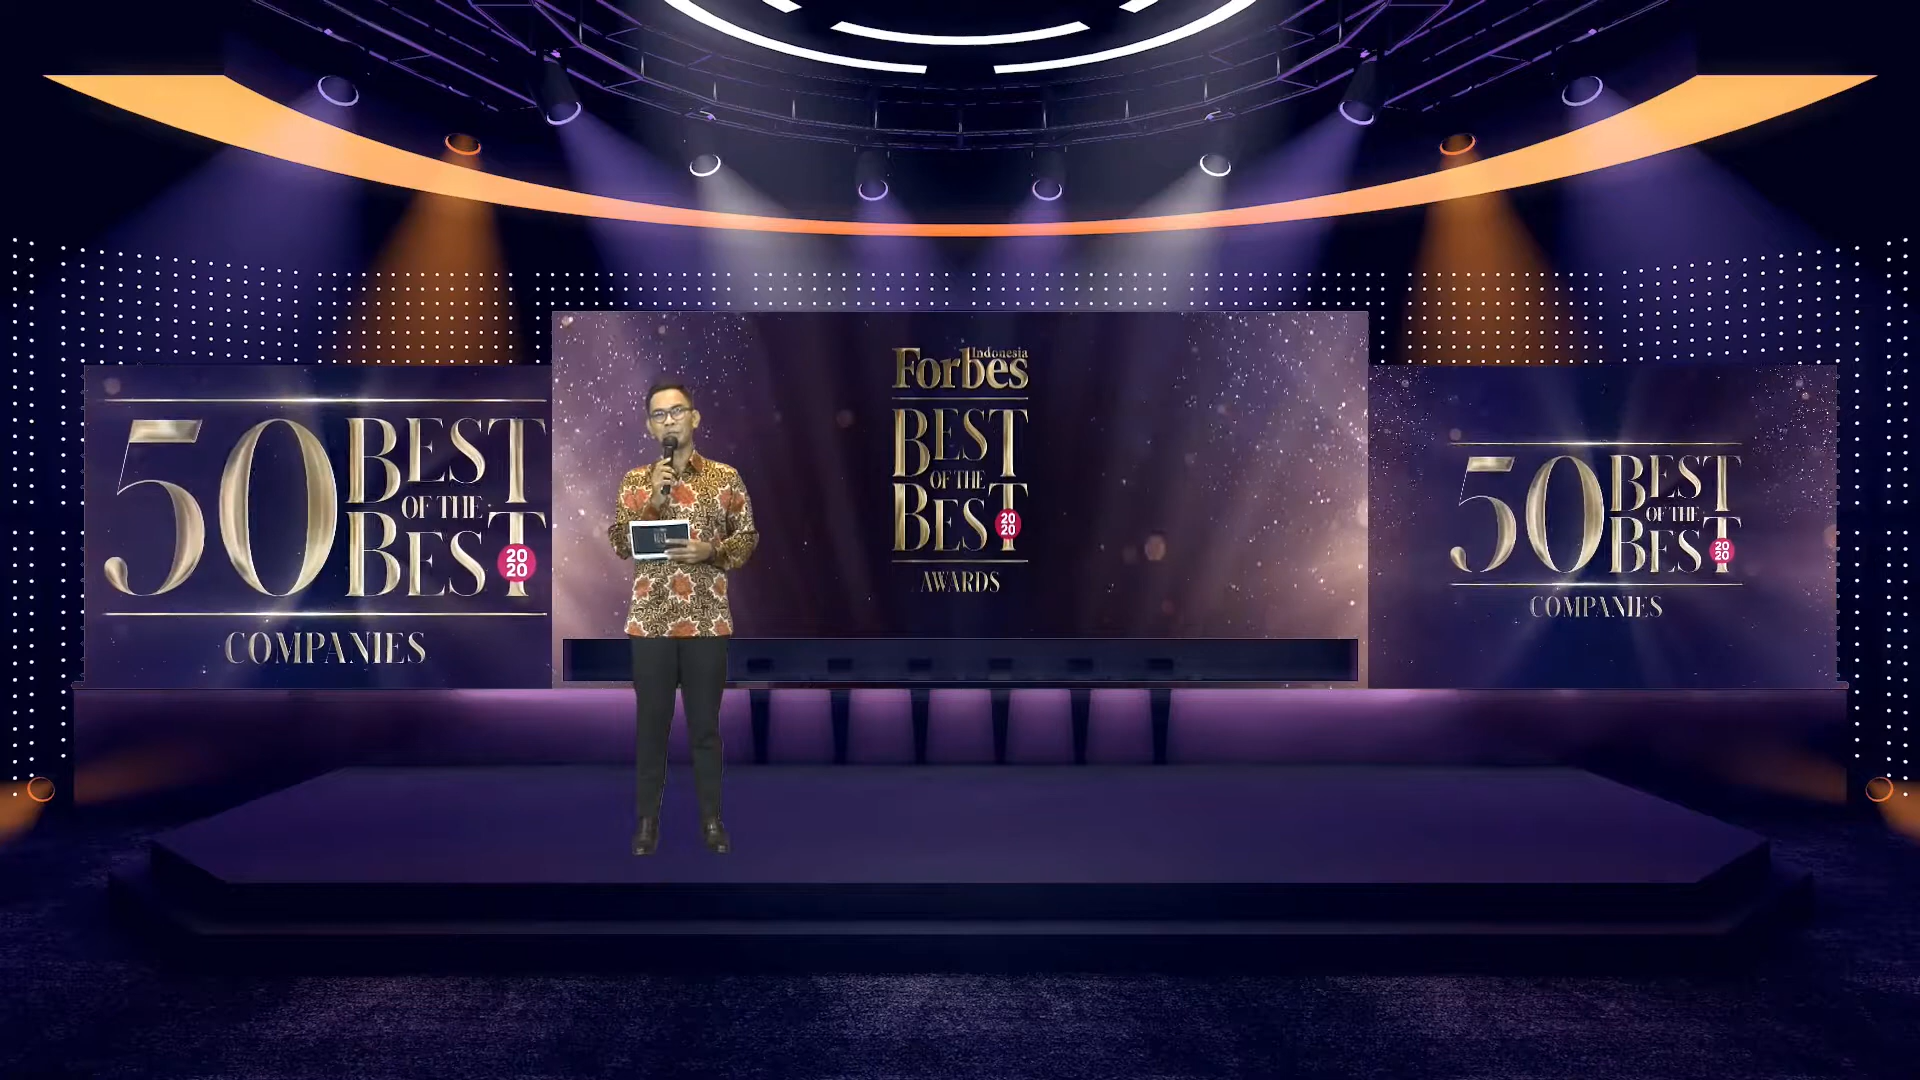 50 BEST
OF THE
BEST
2020
COMPANIES
Forbes
Indonesia
BEST
OF THE
BEST
2020
AWARDS
50 BEST
OF THE
BEST
2020
COMPANIES